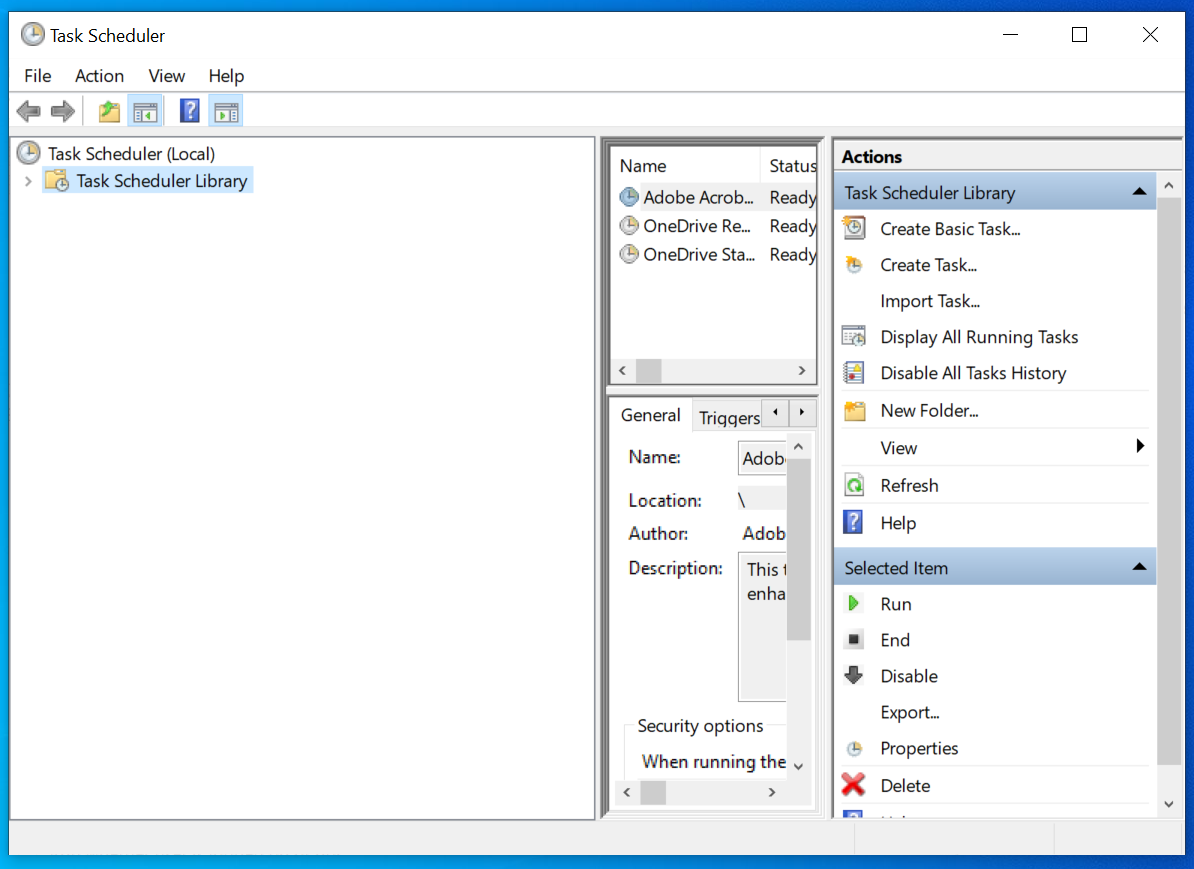 Task Scheduler
File Action View Help
Task Scheduler (Local)
Task Scheduler Library
Name Status
Adobe Acrob... Ready
OneDrive Re... Ready
OneDrive Sta... Ready
General Triggers
Name: Adob
Location: \
Author: Adob
Description: This
enha
Security options
When running the
Actions
Task Scheduler Library
Create Basic Task...
Create Task...
Import Task...
Display All Running Tasks
Disable All Tasks History
New Folder...
View
Refresh
Help
Selected Item
Run
End
Disable
Export...
Properties
Delete